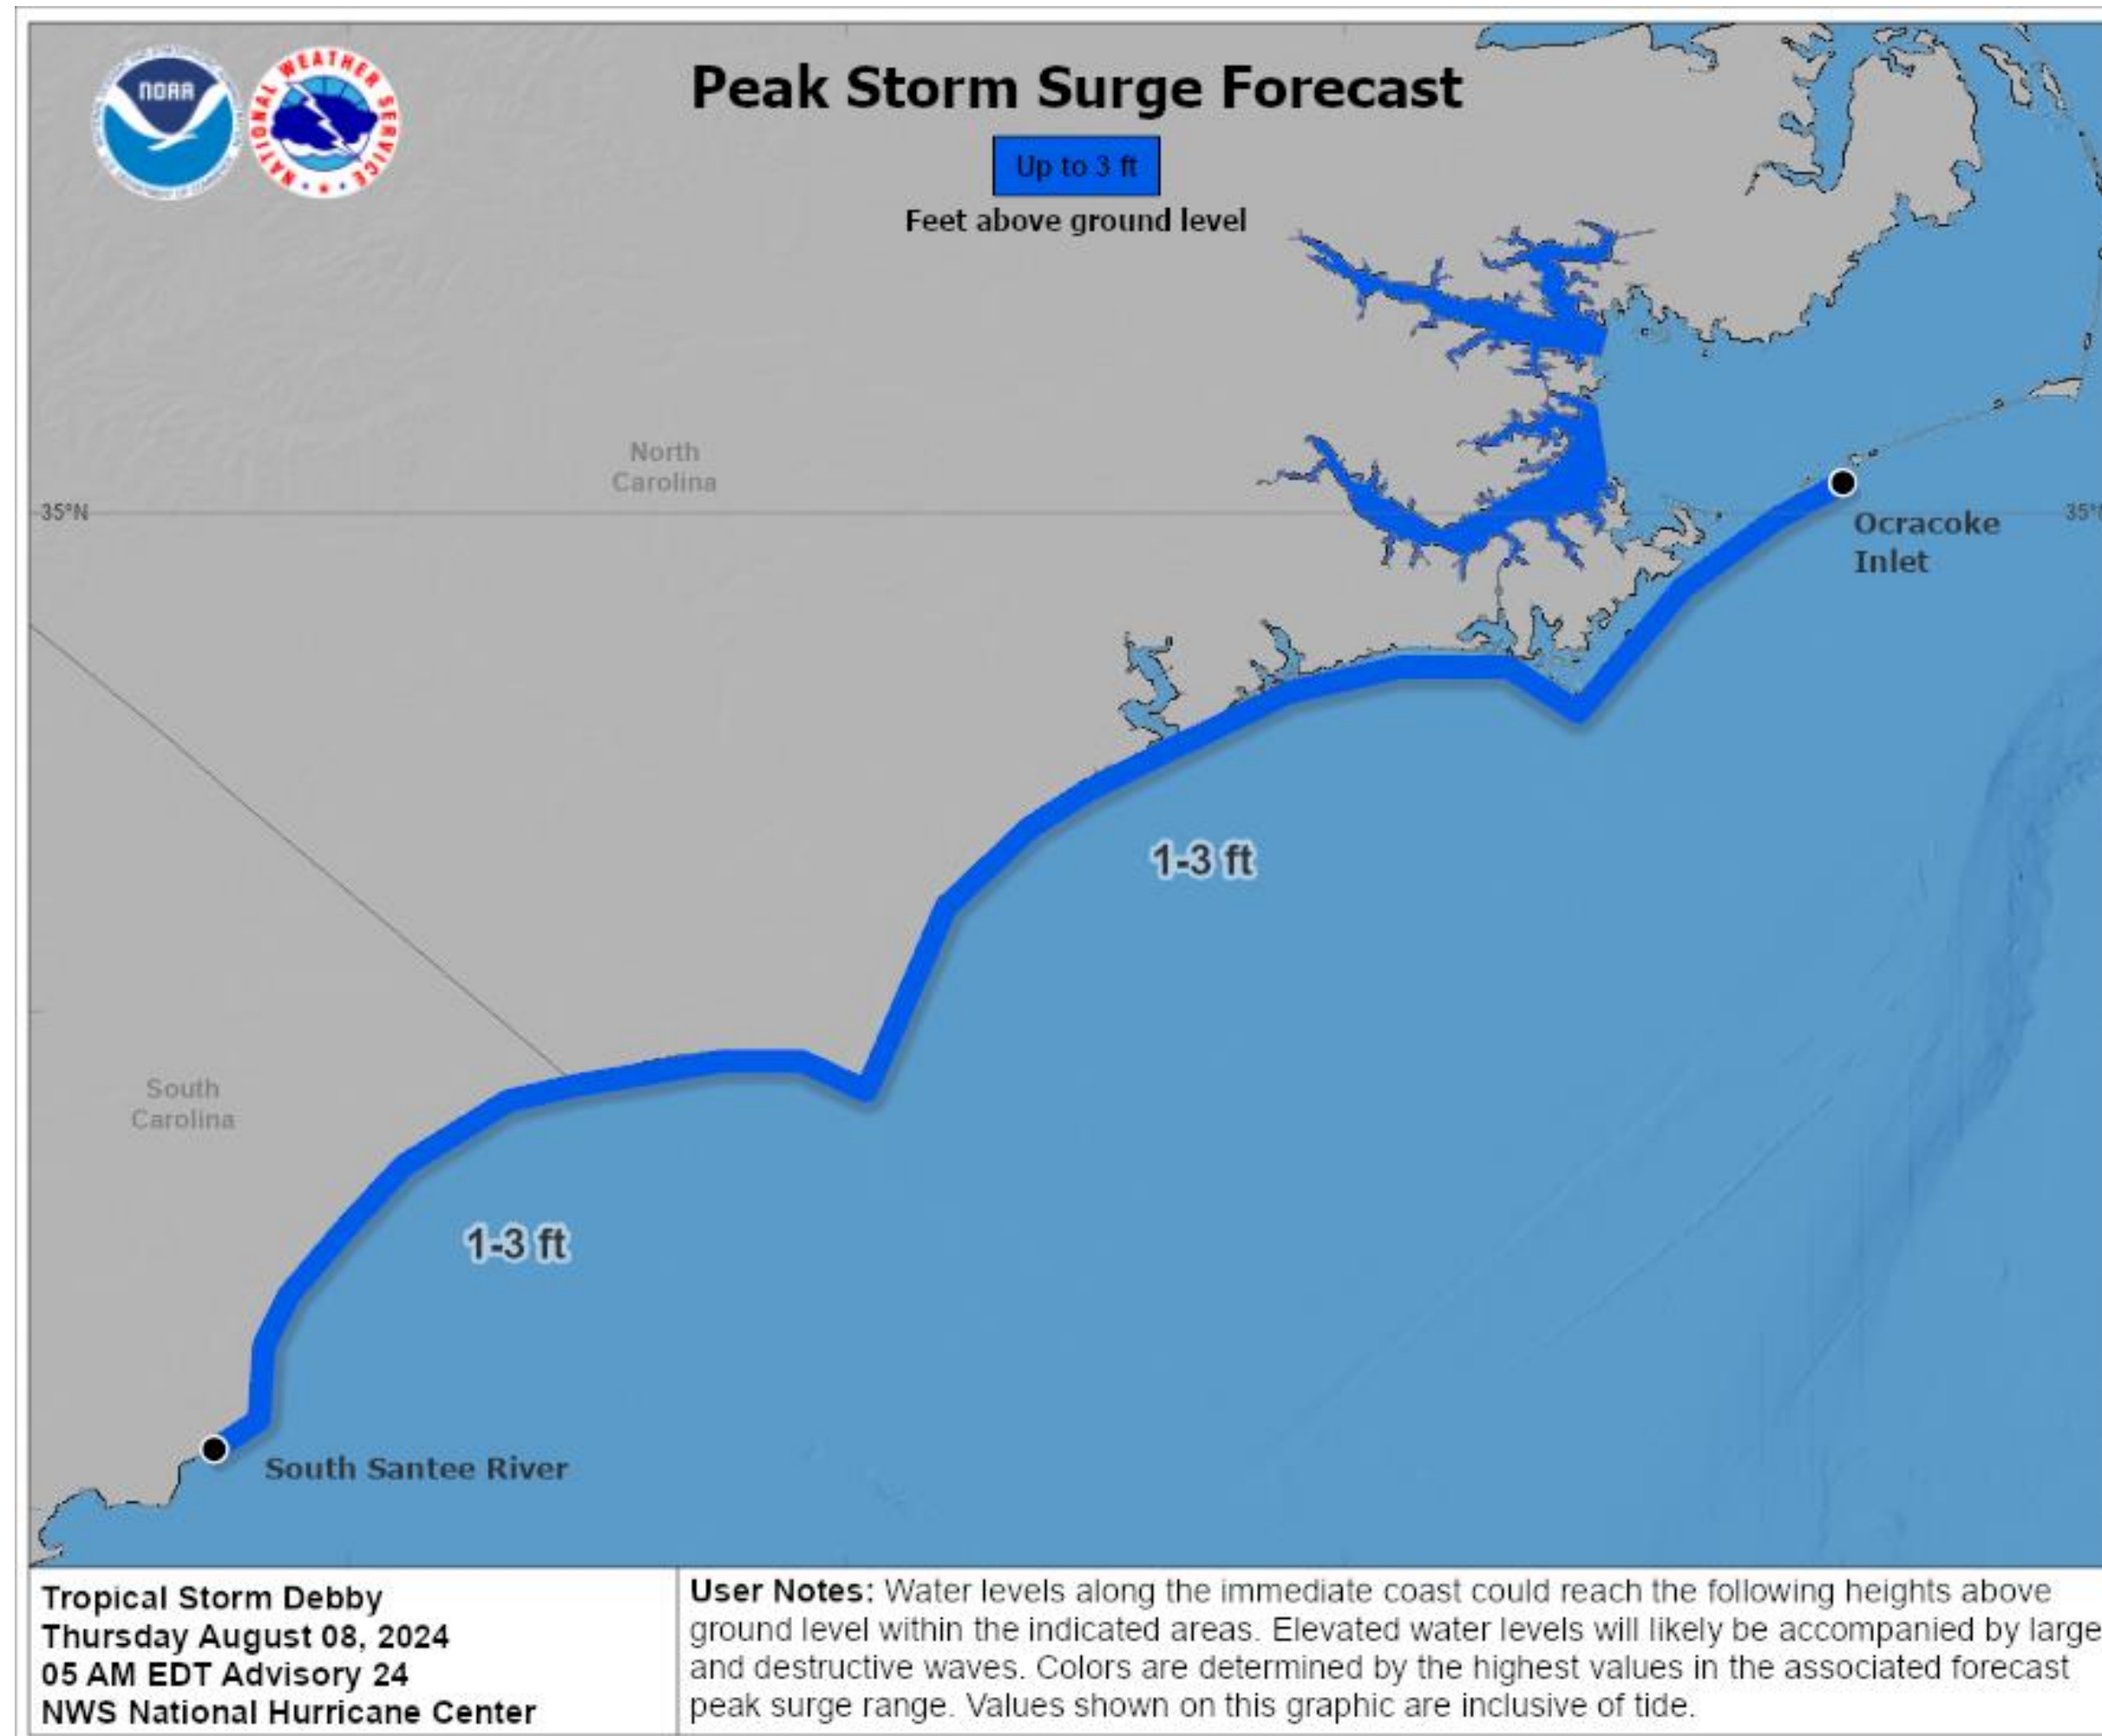 NOAA
NATIONAL WEATHER SERVICE
Peak Storm Surge Forecast
Up to 3 ft
Feet above ground level
North
Carolina
35°N
Ocracoke
Inlet
1-3 ft
South
Carolina
1-3 ft
South Santee River
Tropical Storm Debby
Thursday August 08, 2024
05 AM EDT Advisory 24
NWS National Hurricane Center
User Notes: Water levels along the immediate coast could reach the following heights above
ground level within the indicated areas. Elevated water levels will likely be accompanied by large
and destructive waves. Colors are determined by the highest values in the associated forecast
peak surge range. Values shown on this graphic are inclusive of tide.